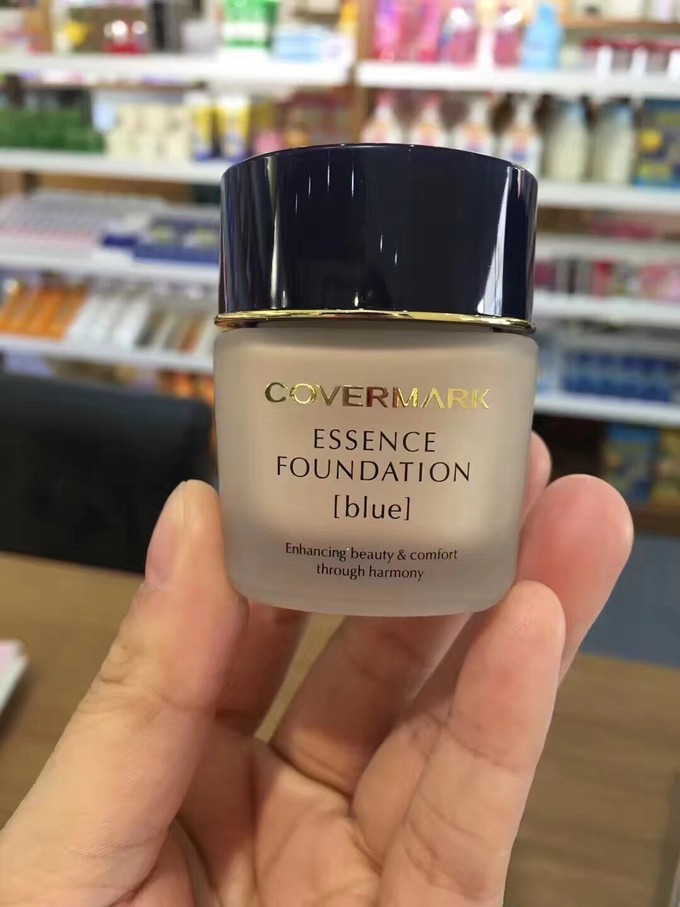 COVERMARK
ESSENCE
FOUNDATION
[blue]
Enhancing beauty & comfort
through harmony